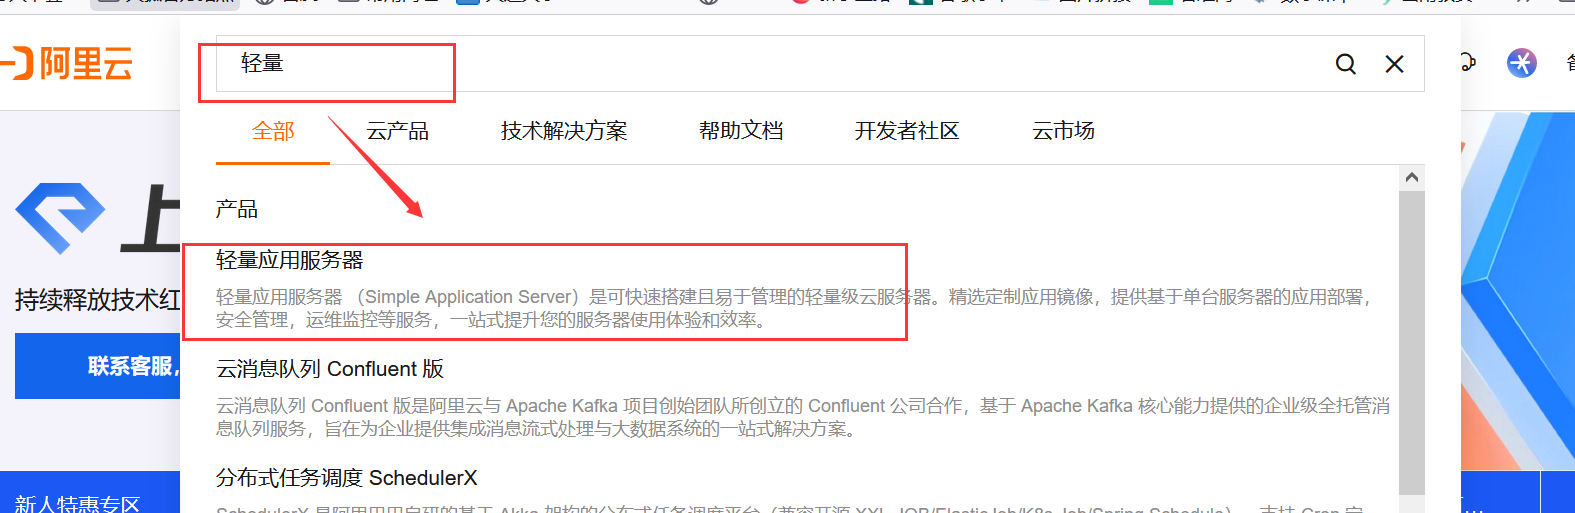 阿里云
轻量
全部 云产品 技术解决方案 帮助文档 开发者社区 云市场
产品
轻量应用服务器
轻量应用服务器 （Simple Application Server）是可快速搭建且易于管理的轻量级云服务器。精选定制应用镜像，提供基于单台服务器的应用部署，
安全管理，运维监控等服务，一站式提升您的服务器使用体验和效率。
云消息队列 Confluent 版
云消息队列 Confluent 版是阿里云与 Apache Kafka 项目创始团队所创立的 Confluent 公司合作，基于 Apache Kafka 核心能力提供的企业级全托管消
息队列服务，旨在为企业提供集成消息流式处理与大数据系统的一站式解决方案。
分布式任务调度 SchedulerX
上
持续释放技术红
联系客服，
新人特惠专区